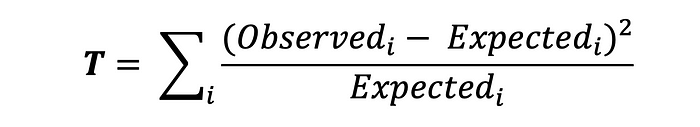 T = ∑i (Observedi − Expectedi)2 / Expectedi